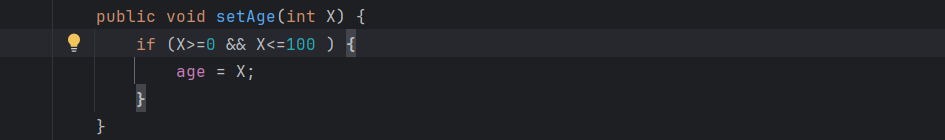 public void setAge(int X) {
if (X>=0 && X<=100 ) {
age = X;
}
}